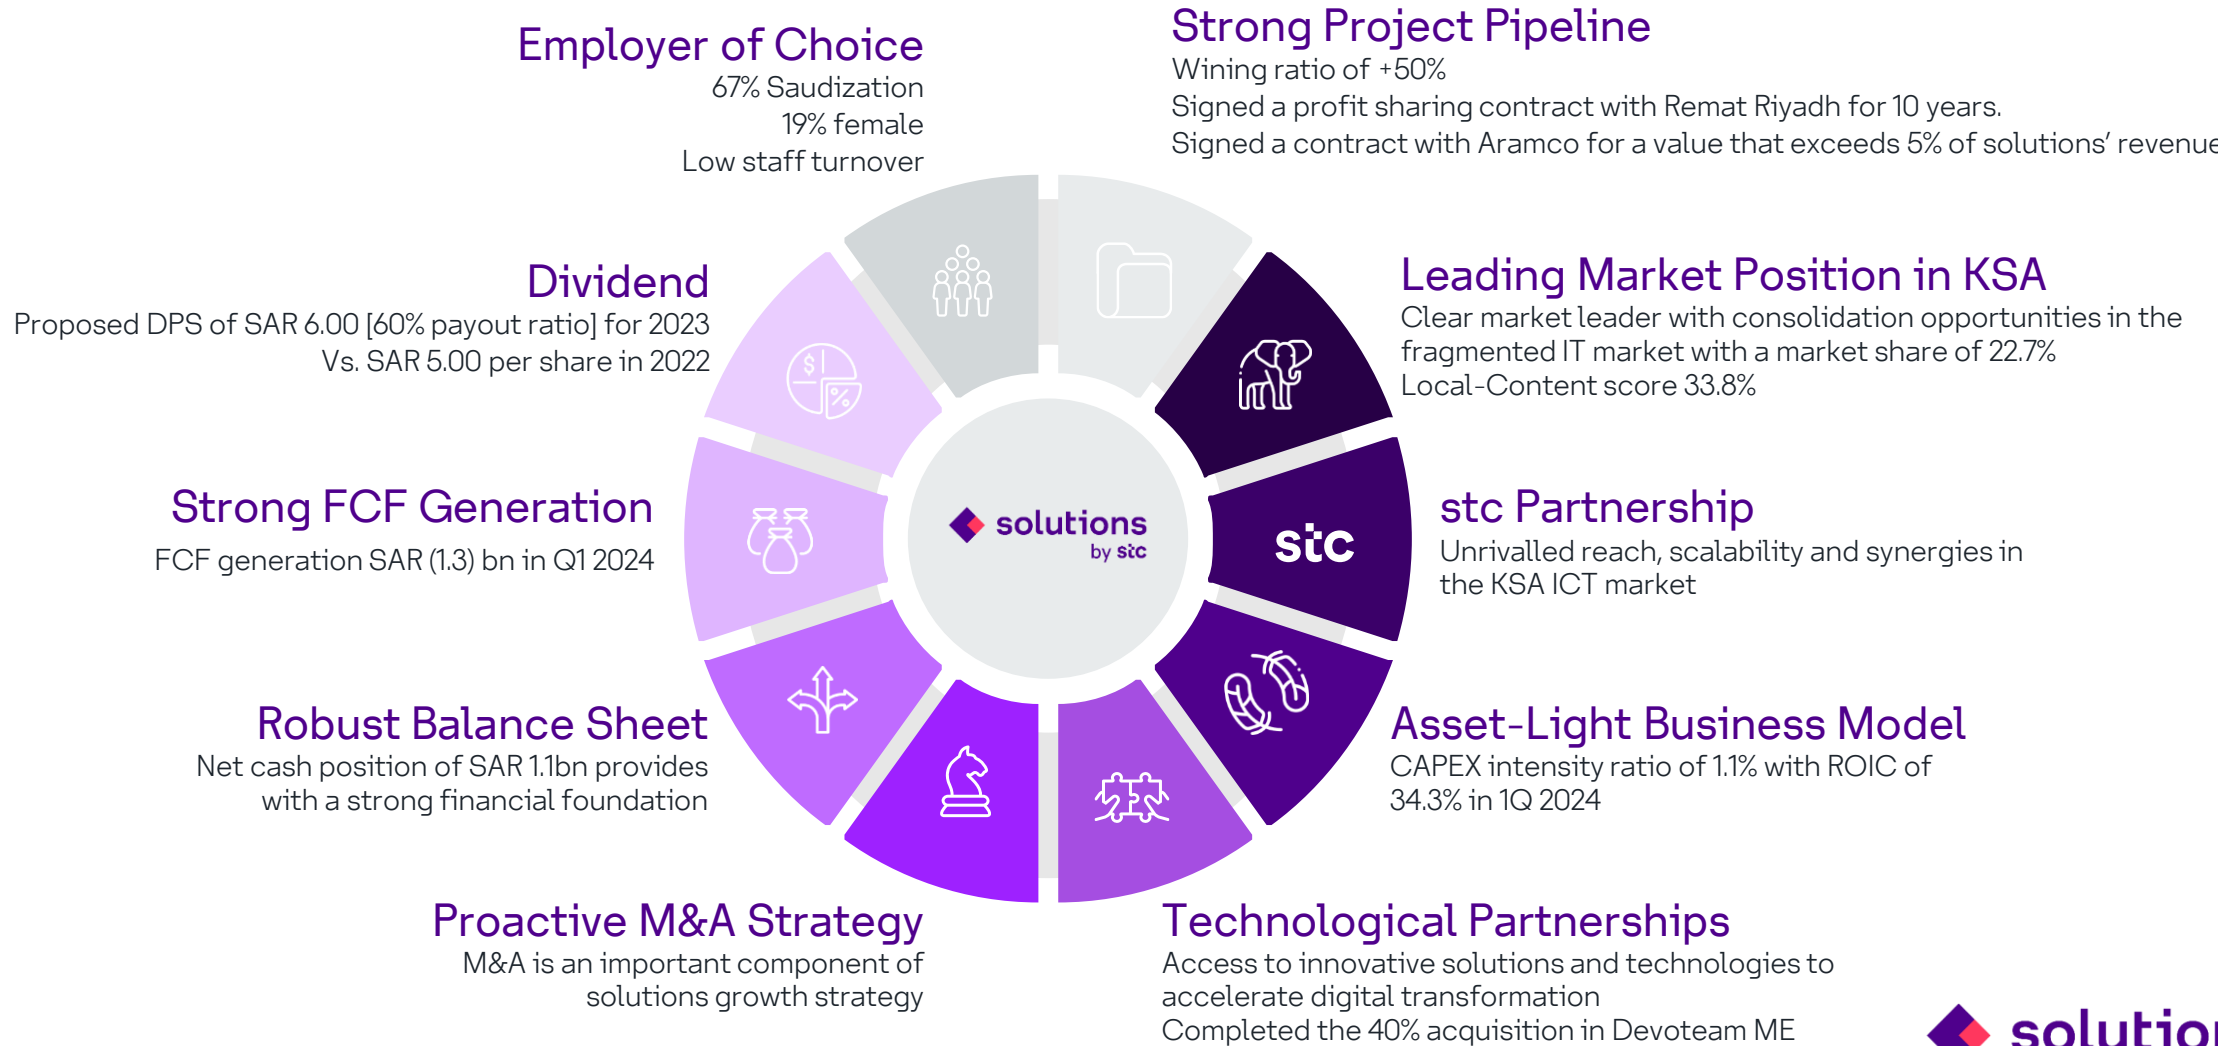 Employer of Choice
67% Saudization
19% female
Low staff turnover
Strong Project Pipeline
Wining ratio of +50%
Signed a profit sharing contract with Remat Riyadh for 10 years.
Signed a contract with Aramco for a value that exceeds 5% of solutions’ revenue
Dividend
Proposed DPS of SAR 6.00 [60% payout ratio] for 2023
Vs. SAR 5.00 per share in 2022
Leading Market Position in KSA
Clear market leader with consolidation opportunities in the
fragmented IT market with a market share of 22.7%
Local-Content score 33.8%
Strong FCF Generation
FCF generation SAR (1.3) bn in Q1 2024
solutions
by stc
stc
stc Partnership
Unrivalled reach, scalability and synergies in
the KSA ICT market
Robust Balance Sheet
Net cash position of SAR 1.1bn provides
with a strong financial foundation
Asset-Light Business Model
CAPEX intensity ratio of 1.1% with ROIC of
34.3% in 1Q 2024
Proactive M&A Strategy
M&A is an important component of
solutions growth strategy
Technological Partnerships
Access to innovative solutions and technologies to
accelerate digital transformation
Completed the 40% acquisition in Devoteam ME